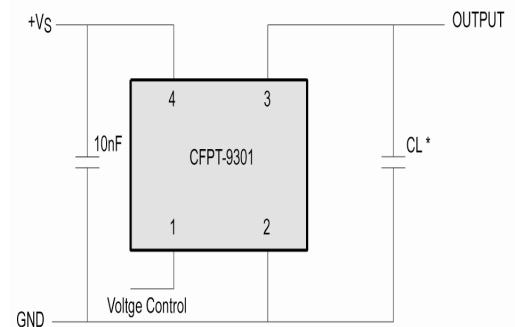 +VS
OUTPUT
4
3
10nF
CFPT-9301
CL *
1
2
Voltge Control
GND